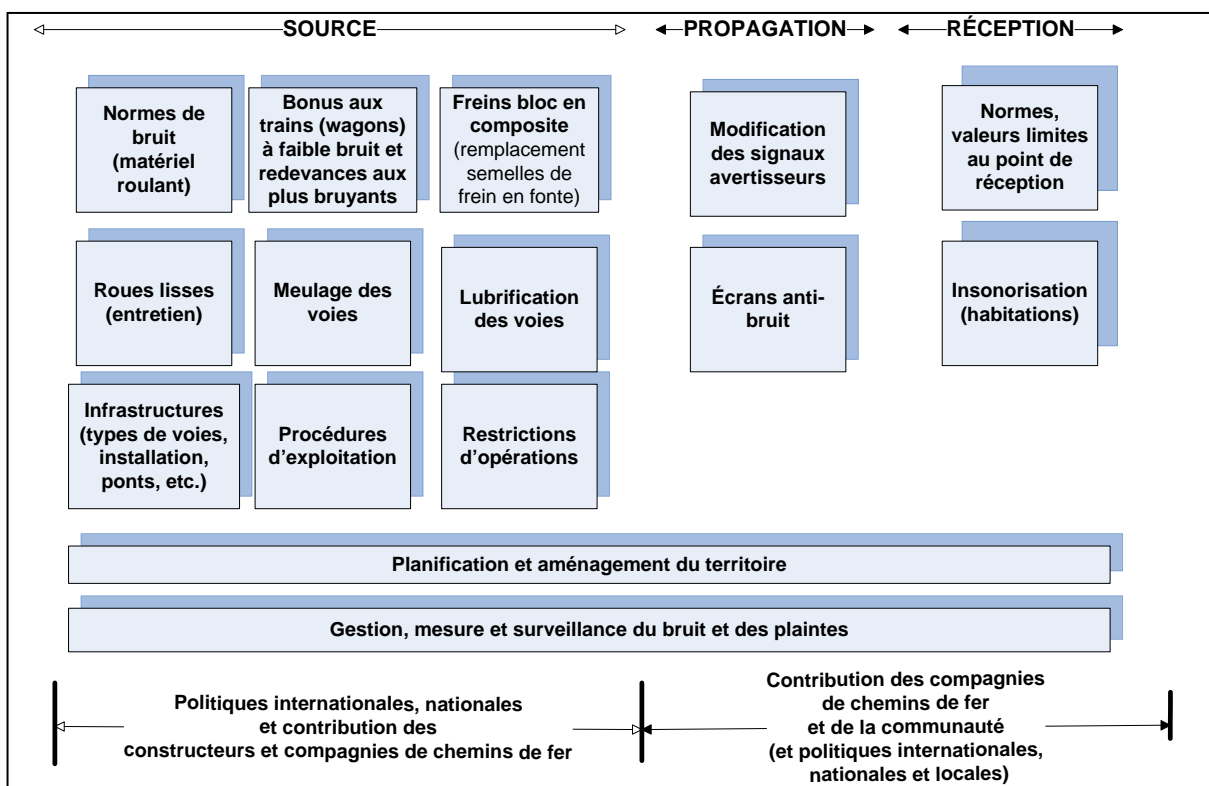 SOURCE
PROPAGATION
RÉCEPTION
Normes de
bruit
(matériel
roulant)
Bonus aux
trains (wagons)
à faible bruit et
redevances aux
plus bruyants
Freins bloc en
composite
(remplacement
semelles de
frein en fonte)
Modification
des signaux
avertisseurs
Normes,
valeurs limites
au point de
réception
Roues lisses
(entretien)
Meulage des
voies
Lubrification
des voies
Écrans anti-
bruit
Insonorisation
(habitations)
Infrastructures
(types de voies,
installation,
ponts, etc.)
Procédures
d'exploitation
Restrictions
d'opérations
Planification et aménagement du territoire
Gestion, mesure et surveillance du bruit et des plaintes
Politiques internationales, nationales
et contribution des
constructeurs et compagnies de chemins de fer
Contribution des compagnies
de chemins de fer
et de la communauté
(et politiques internationales,
nationales et locales)